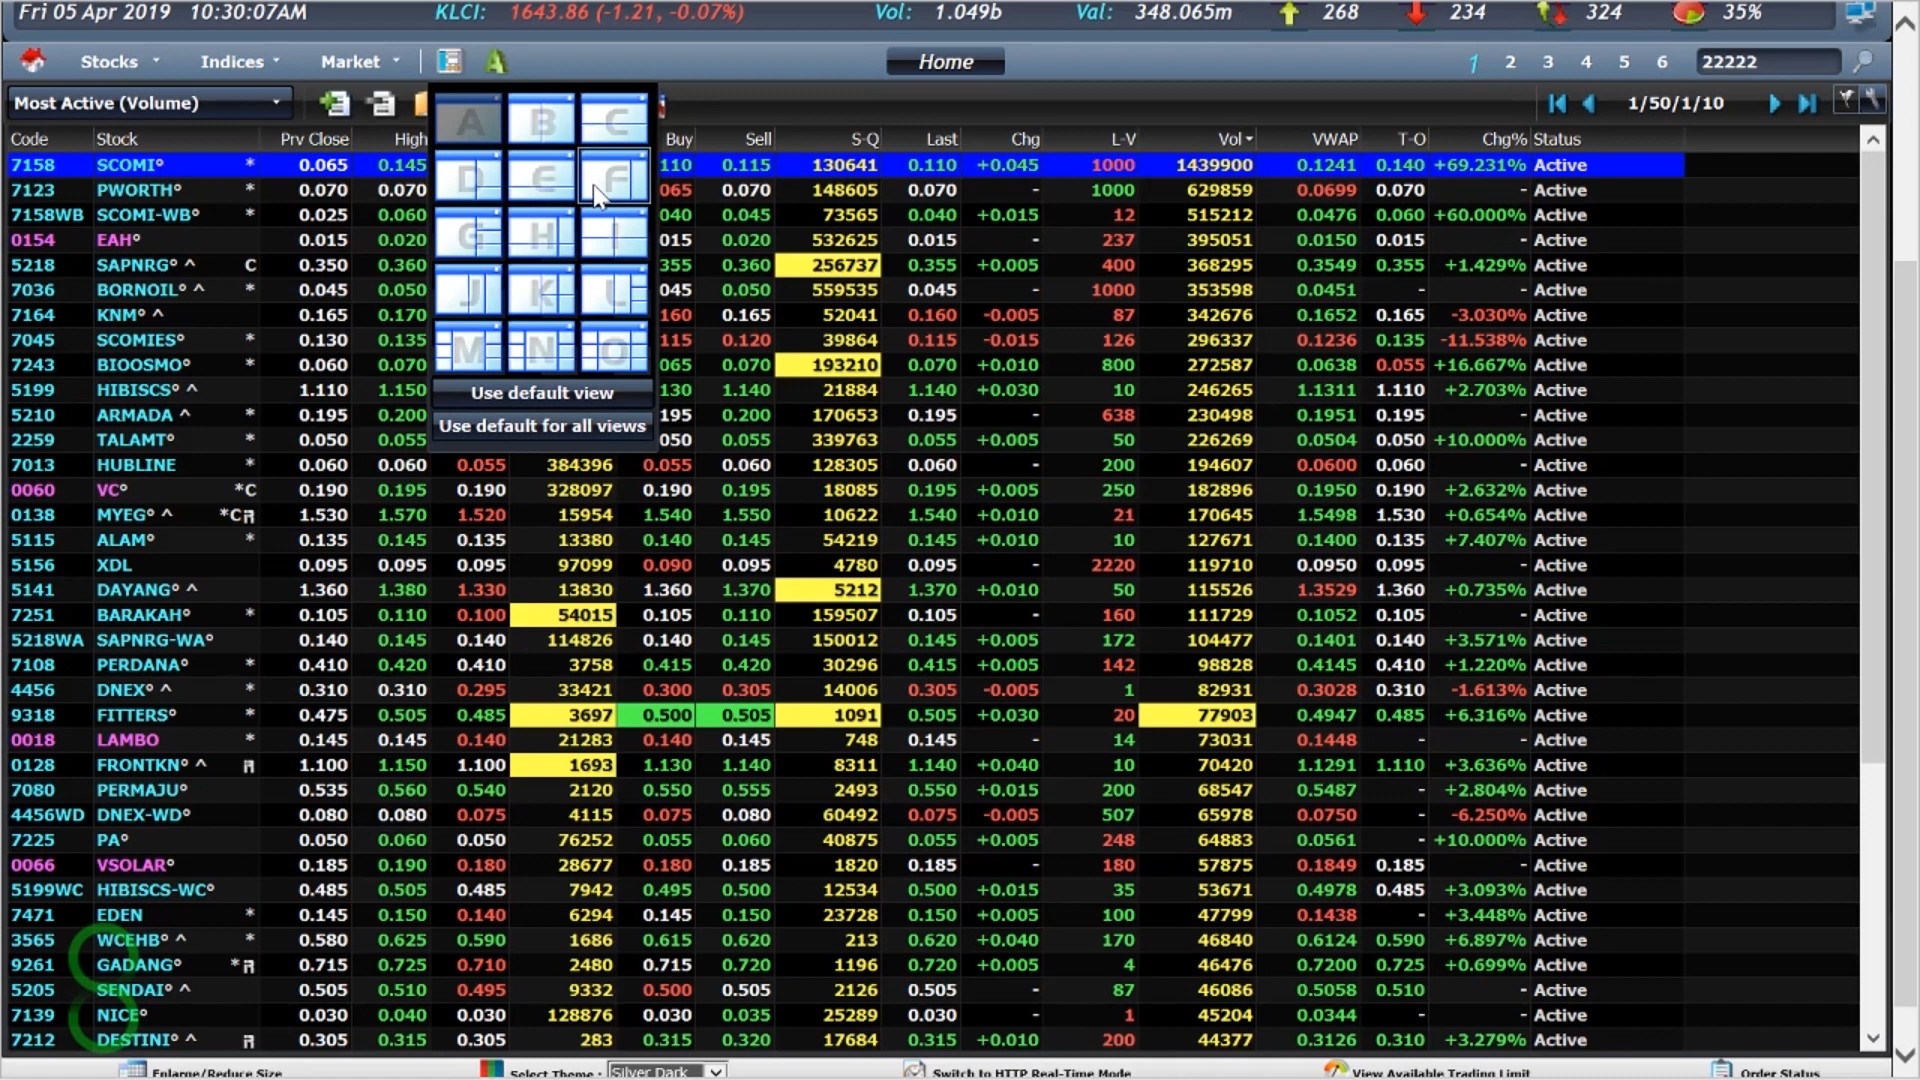 Fri 05 Apr 2019 10:30:07AM KLCI: 1643.86 (-1.21, -0.07%) Vol: 1.049b Val: 348.065m 268 234 324 35%
Stocks Indices Market Home 1 2 3 4 5 6 22222
Most Active (Volume) 1/50/1/10
Code Stock Prv Close High Buy Sell S-Q Last Chg L-V Vol VWAP T-O Chg% Status
7158 SCOMI° * 0.065 0.145 110 0.115 130641 0.110 +0.045 1000 1439900 0.1241 0.140 +69.231% Active
7123 PWORTH° * 0.070 0.070 065 0.070 148605 0.070 - 1000 629859 0.0699 0.070 - Active
7158WB SCOMI-WB° * 0.025 0.060 040 0.045 73565 0.040 +0.015 12 515212 0.0476 0.060 +60.000% Active
0154 EAH° 0.015 0.020 015 0.020 532625 0.015 - 237 395051 0.0150 0.015 - Active
5218 SAPNRG° ^ C 0.350 0.360 355 0.360 256737 0.355 +0.005 400 368295 0.3549 0.355 +1.429% Active
7036 BORNOIL° ^ 0.045 0.050 045 0.050 559535 0.045 - 1000 353598 0.0451 - - Active
7164 KNM° ^ 0.165 0.170 160 0.165 52041 0.160 -0.005 87 342676 0.1652 0.165 -3.030% Active
7045 SCOMIES° * 0.130 0.135 115 0.120 39864 0.115 -0.015 126 296337 0.1236 0.135 -11.538% Active
7243 BIOOSMO° * 0.060 0.070 065 0.070 193210 0.070 +0.010 800 272587 0.0638 0.055 +16.667% Active
5199 HIBISCS° ^ 1.110 1.150 130 1.140 21884 1.140 +0.030 10 246265 1.1311 1.110 +2.703% Active
5210 ARMADA ^ 0.195 0.200 195 0.200 170653 0.195 - 638 230498 0.1951 0.195 - Active
2259 TALAMT° * 0.050 0.055 050 0.055 339763 0.055 +0.005 50 226269 0.0504 0.050 +10.000% Active
7013 HUBLINE * 0.060 0.060 0.055 384396 0.055 0.060 128305 0.060 - 200 194607 0.0600 0.060 - Active
0060 VC° *C 0.190 0.195 0.190 328097 0.190 0.195 18085 0.195 +0.005 250 182896 0.1950 0.190 +2.632% Active
0138 MYEG° ^ *C 1.530 1.570 1.520 15954 1.540 1.550 10622 1.540 +0.010 21 170645 1.5498 1.530 +0.654% Active
5115 ALAM° * 0.135 0.145 0.135 13380 0.140 0.145 54219 0.145 +0.010 10 127671 0.1400 0.135 +7.407% Active
5156 XDL 0.095 0.095 0.095 97099 0.090 0.095 4780 0.095 - 2220 119710 0.0950 0.095 - Active
5141 DAYANG° ^ 1.360 1.380 1.330 13830 1.360 1.370 5212 1.370 +0.010 50 115526 1.3529 1.360 +0.735% Active
7251 BARAKAH° * 0.105 0.110 0.100 54015 0.105 0.110 159507 0.105 - 160 111729 0.1052 0.105 - Active
5218WA SAPNRG-WA° 0.140 0.145 0.140 114826 0.140 0.145 150012 0.145 +0.005 172 104477 0.1401 0.140 +3.571% Active
7108 PERDANA° * 0.410 0.420 0.410 3758 0.415 0.420 30296 0.415 +0.005 142 98828 0.4145 0.410 +1.220% Active
4456 DNEX° ^ * 0.310 0.310 0.295 33421 0.300 0.305 14006 0.305 -0.005 1 82931 0.3028 0.310 -1.613% Active
9318 FITTERS° * 0.475 0.505 0.485 3697 0.500 0.505 1091 0.505 +0.030 20 77903 0.4947 0.485 +6.316% Active
0018 LAMBO * 0.145 0.145 0.140 21283 0.140 0.145 748 0.145 - 14 73031 0.1448 - - Active
0128 FRONTKN° ^ 1.100 1.150 1.100 1693 1.130 1.140 8311 1.140 +0.040 10 70420 1.1291 1.110 +3.636% Active
7080 PERMAJU° 0.535 0.560 0.540 2120 0.550 0.555 2493 0.550 +0.015 200 68547 0.5487 - +2.804% Active
4456WD DNEX-WD° 0.080 0.080 0.075 4115 0.075 0.080 60492 0.075 -0.005 507 65978 0.0750 - -6.250% Active
7225 PA° 0.050 0.060 0.050 76252 0.055 0.060 40875 0.055 +0.005 248 64883 0.0561 - +10.000% Active
0066 VSOLAR° 0.185 0.190 0.180 28677 0.180 0.185 1820 0.185 - 180 57875 0.1849 0.185 - Active
5199WC HIBISCS-WC° 0.485 0.505 0.485 7942 0.495 0.500 12534 0.500 +0.015 35 53671 0.4978 0.485 +3.093% Active
7471 EDEN * 0.145 0.150 0.140 6294 0.145 0.150 23728 0.150 +0.005 100 47799 0.1438 - +3.448% Active
3565 WCEHB° ^ * 0.580 0.625 0.590 1686 0.615 0.620 213 0.620 +0.040 170 46840 0.6124 0.590 +6.897% Active
9261 GADANG° * 0.715 0.725 0.710 2480 0.715 0.720 1196 0.720 +0.005 4 46476 0.7200 0.725 +0.699% Active
5205 SENDAI° ^ 0.505 0.510 0.495 9332 0.500 0.505 2126 0.505 - 87 46086 0.5058 0.510 - Active
7139 NICE° 0.030 0.040 0.030 128876 0.030 0.035 25289 0.030 - 1 45204 0.0344 - - Active
7212 DESTINI° ^ 0.305 0.315 0.305 283 0.315 0.320 17684 0.315 +0.010 200 44377 0.3126 0.310 +3.279% Active
A B C
D E F
G H I
J K L
M N O
Use default view
Use default for all views
Enlarge/Reduce Size Select Theme : Silver Dark Switch to HTTP Real-Time Mode View Available Trading Limit Order Status